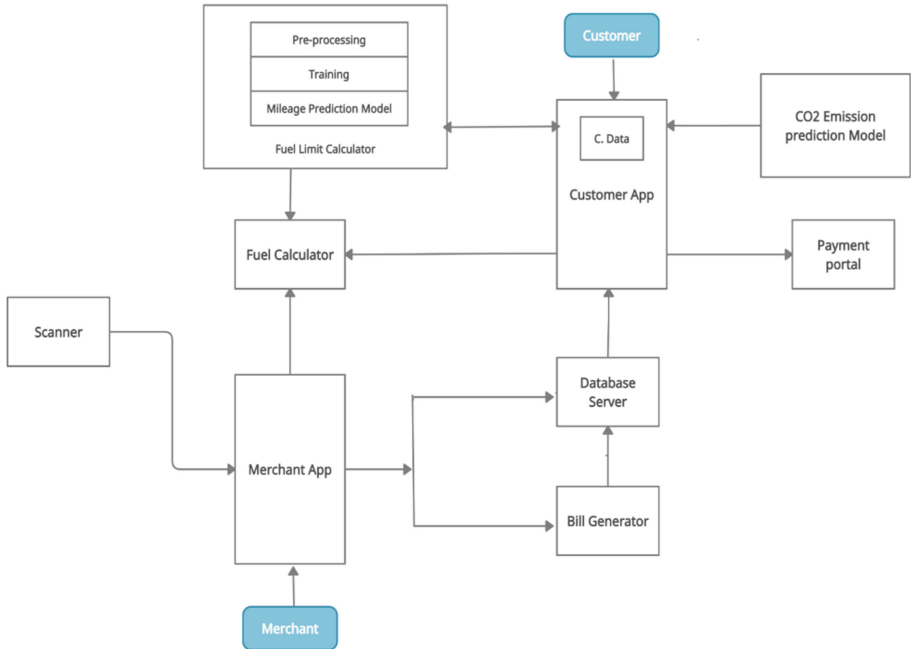 Pre-processing
Training
Mileage Prediction Model
Fuel Limit Calculator
Customer
C. Data
Customer App
CO2 Emission
prediction Model
Fuel Calculator
Payment
portal
Scanner
Merchant App
Database
Server
Bill Generator
Merchant